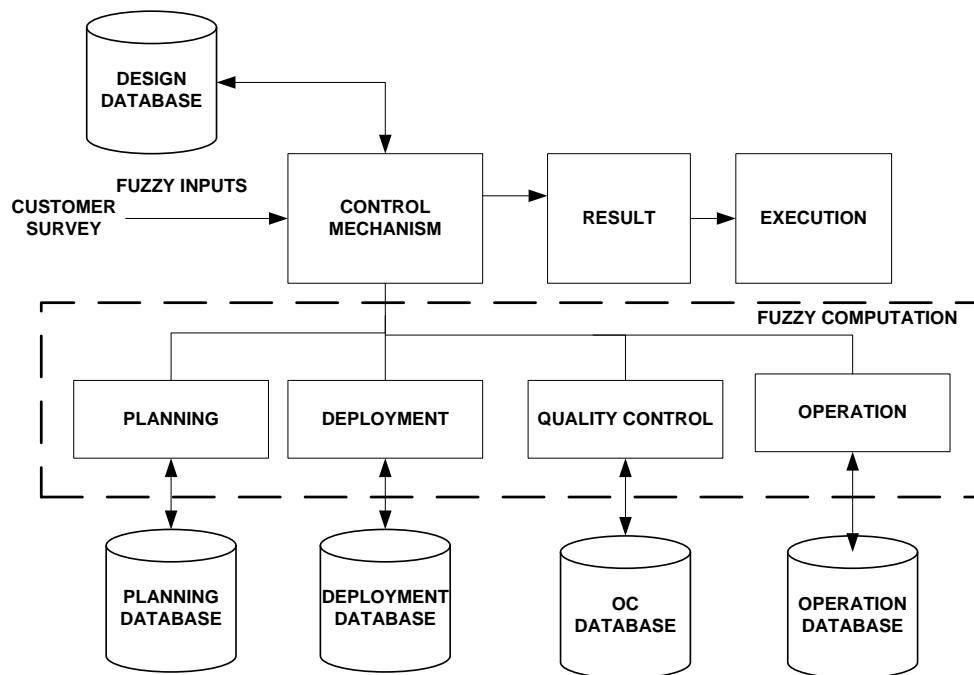 DESIGN
DATABASE
FUZZY INPUTS
CUSTOMER
SURVEY
CONTROL
MECHANISM
RESULT
EXECUTION
FUZZY COMPUTATION
PLANNING
DEPLOYMENT
QUALITY CONTROL
OPERATION
PLANNING
DATABASE
DEPLOYMENT
DATABASE
OC
DATABASE
OPERATION
DATABASE